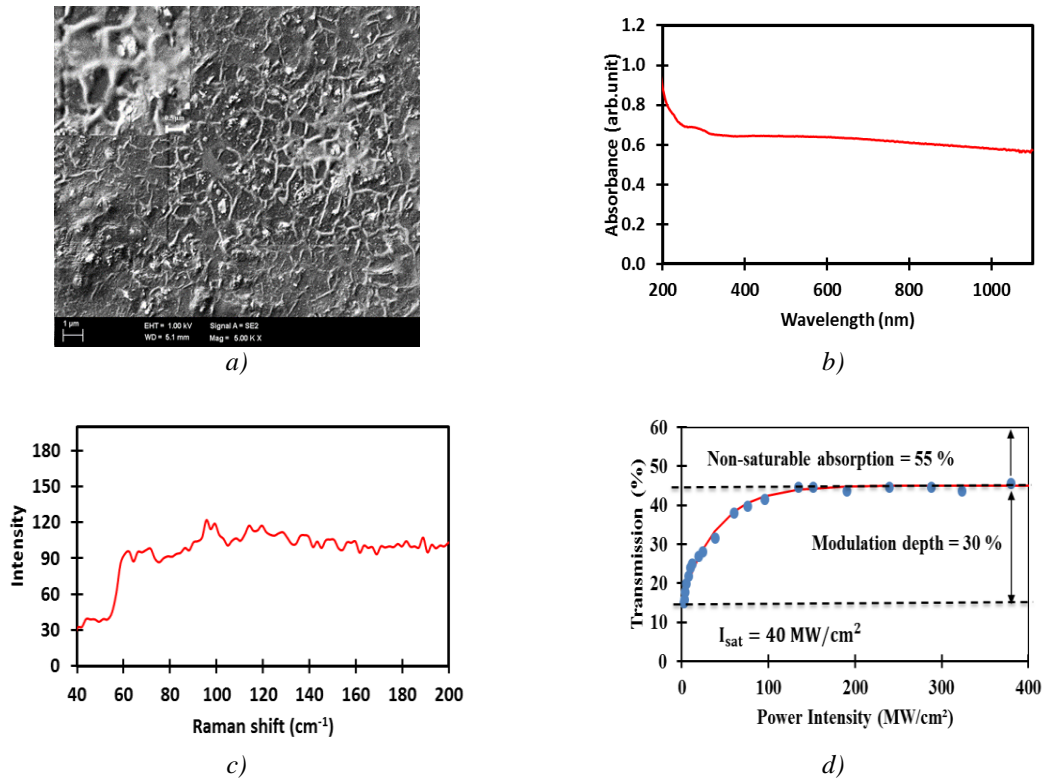 0.5µm
1 µm
EHT = 1.00 kV Signal A = SE2
WD = 5.1 mm Mag = 5.00 K X
a)
Absorbance (arb.unit)
1.2
1.0
0.8
0.6
0.4
0.2
0.0
200 400 600 800 1000
Wavelength (nm)
b)
Intensity
180
150
120
90
60
30
0
40 60 80 100 120 140 160 180 200
Raman shift (cm⁻¹)
c)
Transmission (%)
60
50
40
30
20
10
0
Non-saturable absorption = 55 %
Modulation depth = 30 %
I_sat = 40 MW/cm²
0 100 200 300 400
Power Intensity (MW/cm²)
d)